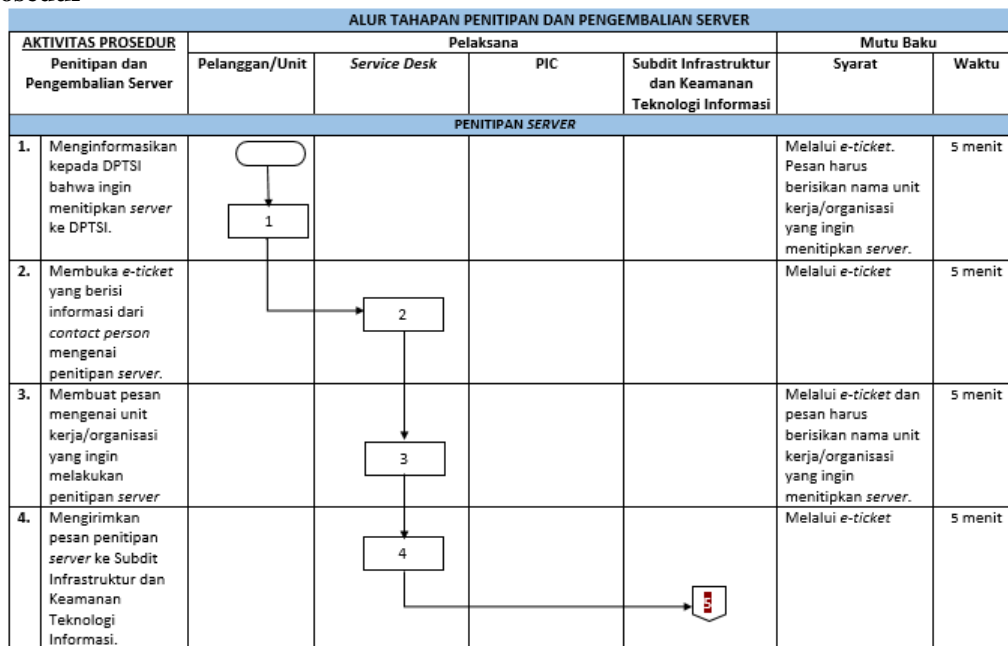 ALUR TAHAPAN PENITIPAN DAN PENGEMBALIAN SERVER
AKTIVITAS PROSEDUR
Penitipan dan
Pengembalian Server
Pelaksana
Mutu Baku
Pelanggan/Unit
Service Desk
PIC
Subdit Infrastruktur
dan Keamanan
Teknologi Informasi
Syarat
Waktu
PENITIPAN SERVER
1.
Menginformasikan
kepada DPTSI
bahwa ingin
menitipkan server
ke DPTSI.
1
Melalui e-ticket.
Pesan harus
berisikan nama unit
kerja/organisasi
yang ingin
menitipkan server.
5 menit
2.
Membuka e-ticket
yang berisi
informasi dari
contact person
mengenai
penitipan server.
2
Melalui e-ticket
5 menit
3.
Membuat pesan
mengenai unit
kerja/organisasi
yang ingin
melakukan
penitipan server
3
Melalui e-ticket dan
pesan harus
berisikan nama unit
kerja/organisasi
yang ingin
menitipkan server.
5 menit
4.
Mengirimkan
pesan penitipan
server ke Subdit
Infrastruktur dan
Keamanan
Teknologi
Informasi.
4
5
Melalui e-ticket
5 menit